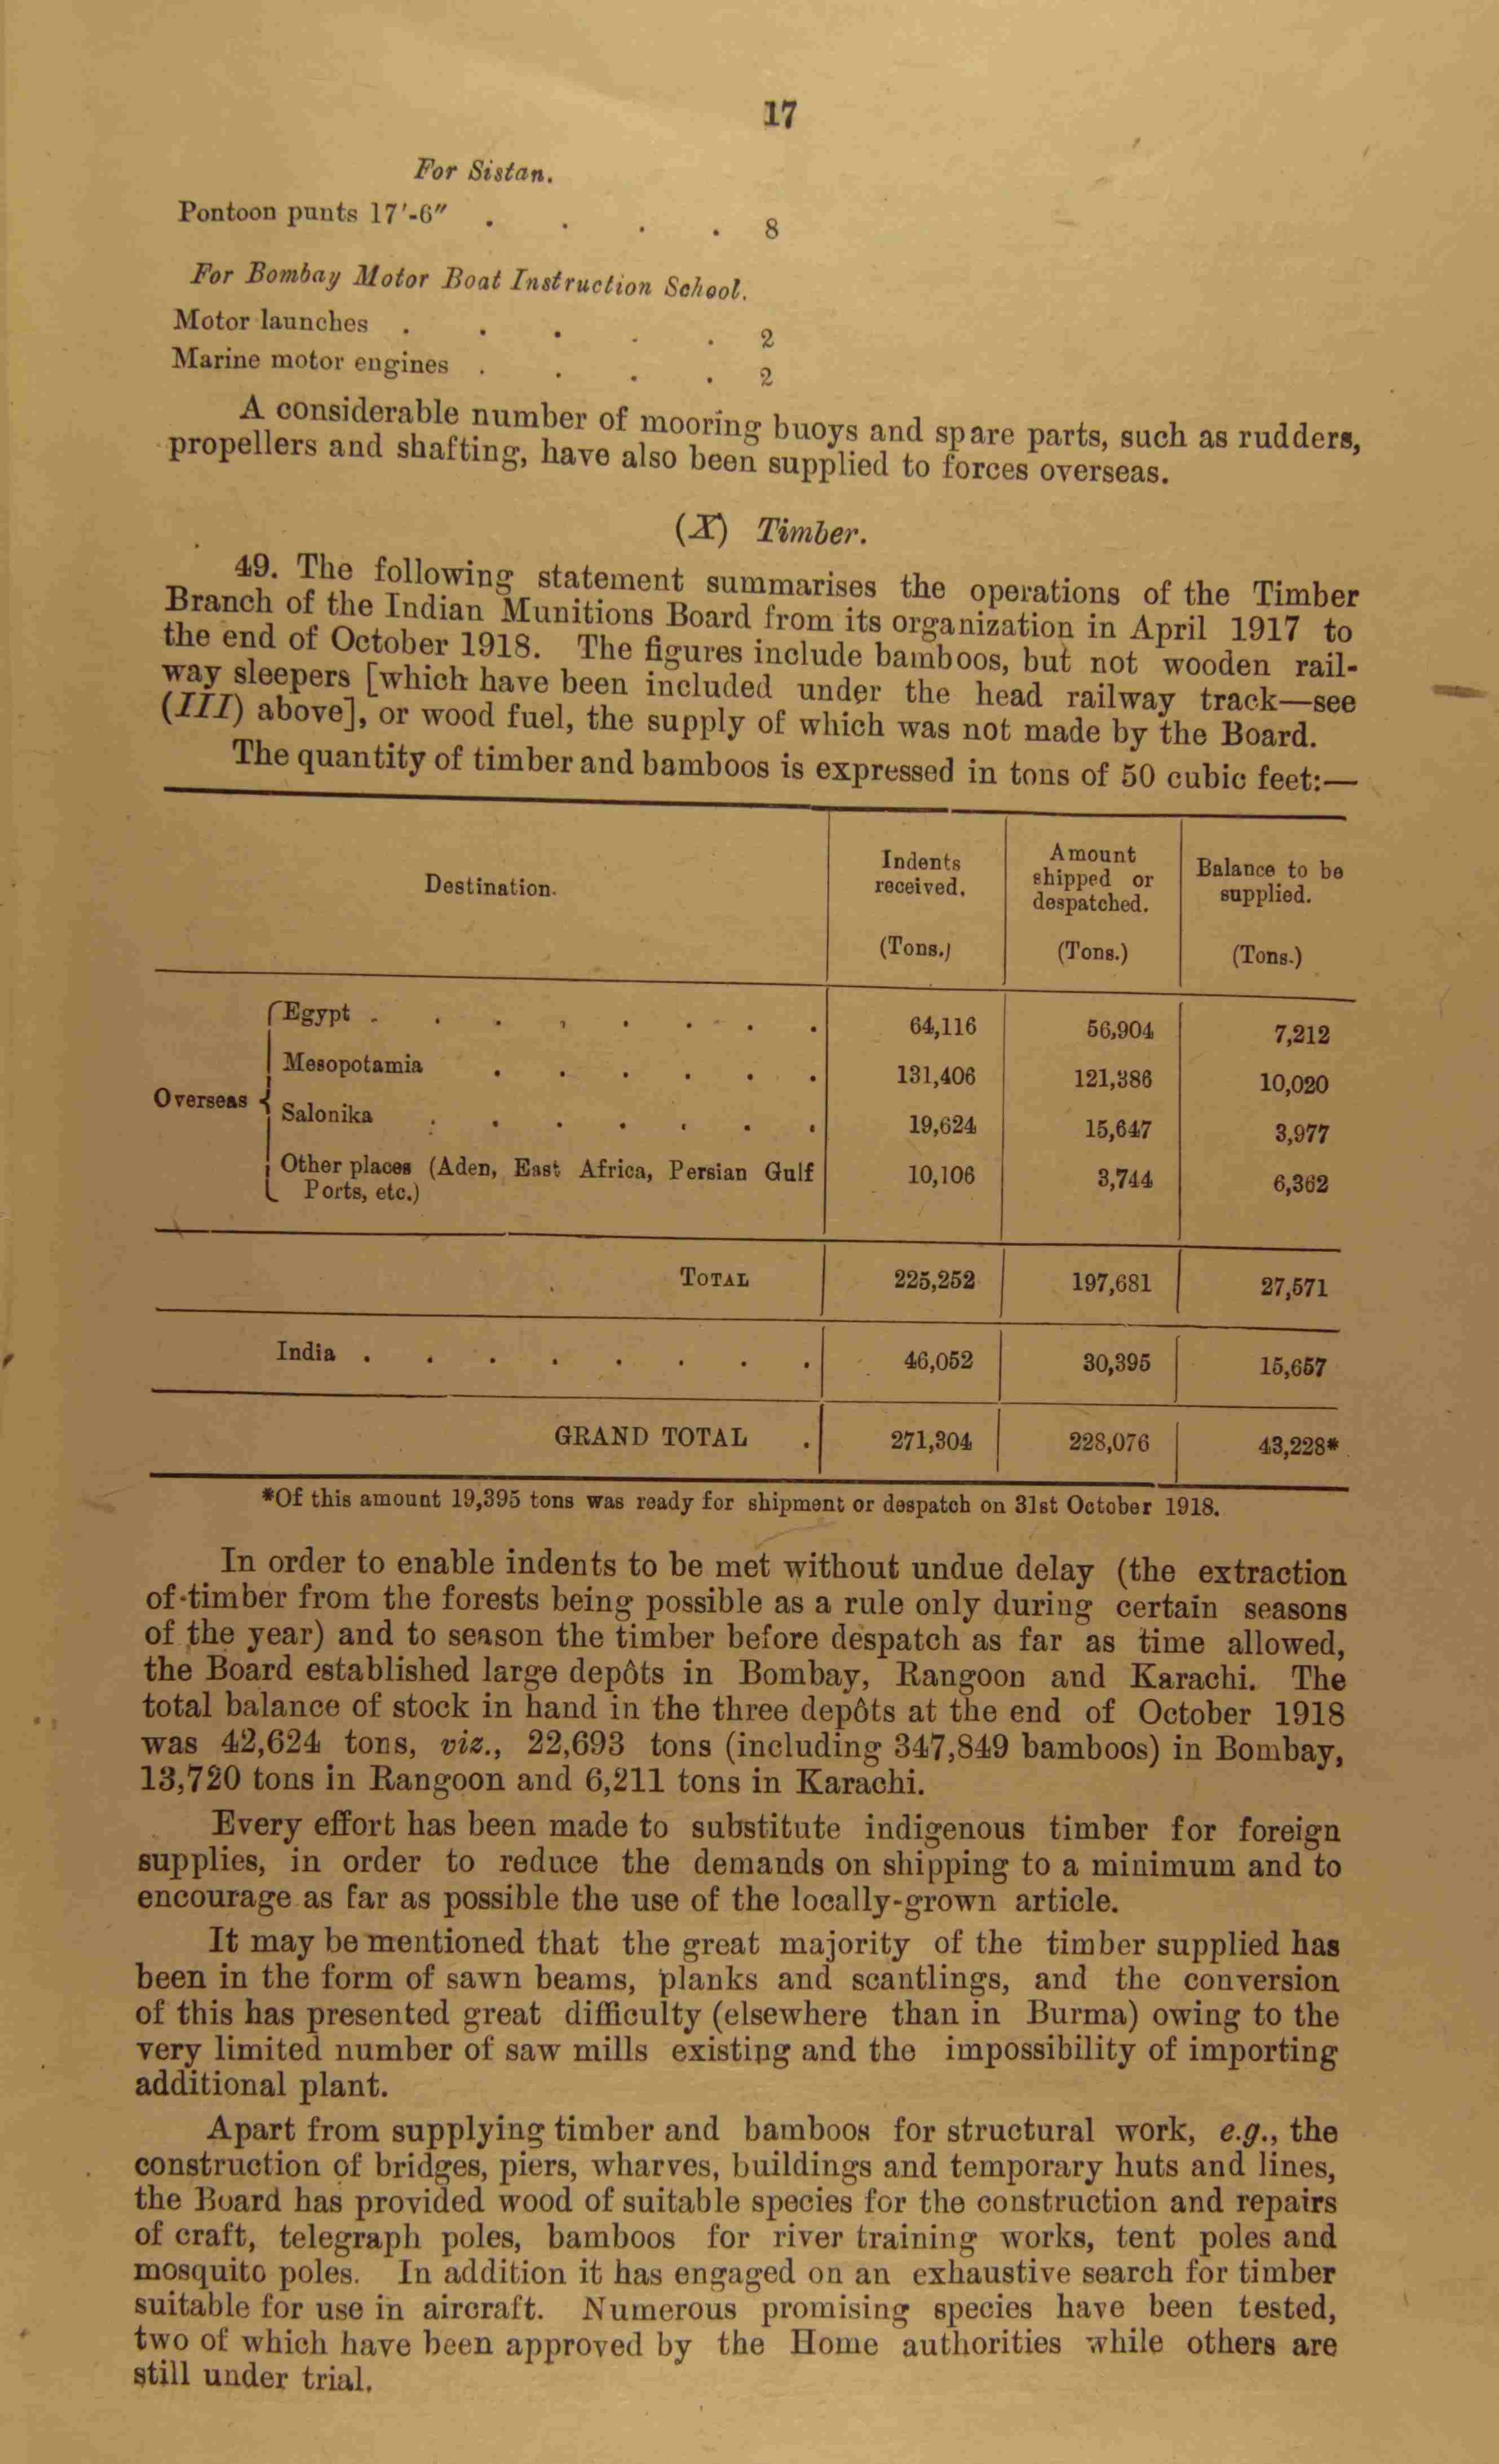 17
For Sistan.
Pontoon punts 17'-6" . . . . 8
For Bombay Motor Boat Instruction School.
Motor launches . . . . . 2
Marine motor engines . . . . 2
A considerable number of mooring buoys and spare parts, such as rudders,
propellers and shafting, have also been supplied to forces overseas.
(X) Timber.
49. The following statement summarises the operations of the Timber
Branch of the Indian Munitions Board from its organization in April 1917 to
the end of October 1918. The figures include bamboos, but not wooden rail-
way sleepers [which have been included under the head railway track—see
(III) above], or wood fuel, the supply of which was not made by the Board.
The quantity of timber and bamboos is expressed in tons of 50 cubic feet:—
Destination. Indents received. (Tons.) Amount shipped or despatched. (Tons.) Balance to be supplied. (Tons.)
Overseas
Egypt . . . . . . . . 64,116 56,904 7,212
Mesopotamia . . . . . . 131,406 121,386 10,020
Salonika . . . . . . . 19,624 15,647 3,977
Other places (Aden, East Africa, Persian Gulf 10,106 3,744 6,362
Ports, etc.)
TOTAL 225,252 197,681 27,571
India . . . . . . . . 46,052 30,395 15,657
GRAND TOTAL . 271,304 228,076 43,228*
*Of this amount 19,395 tons was ready for shipment or despatch on 31st October 1918.
In order to enable indents to be met without undue delay (the extraction
of timber from the forests being possible as a rule only during certain seasons
of the year) and to season the timber before despatch as far as time allowed,
the Board established large depôts in Bombay, Rangoon and Karachi. The
total balance of stock in hand in the three depôts at the end of October 1918
was 42,624 tons, viz., 22,693 tons (including 347,849 bamboos) in Bombay,
13,720 tons in Rangoon and 6,211 tons in Karachi.
Every effort has been made to substitute indigenous timber for foreign
supplies, in order to reduce the demands on shipping to a minimum and to
encourage as far as possible the use of the locally-grown article.
It may be mentioned that the great majority of the timber supplied has
been in the form of sawn beams, planks and scantlings, and the conversion
of this has presented great difficulty (elsewhere than in Burma) owing to the
very limited number of saw mills existing and the impossibility of importing
additional plant.
Apart from supplying timber and bamboos for structural work, e.g., the
construction of bridges, piers, wharves, buildings and temporary huts and lines,
the Board has provided wood of suitable species for the construction and repairs
of craft, telegraph poles, bamboos for river training works, tent poles and
mosquito poles. In addition it has engaged on an exhaustive search for timber
suitable for use in aircraft. Numerous promising species have been tested,
two of which have been approved by the Home authorities while others are
still under trial.